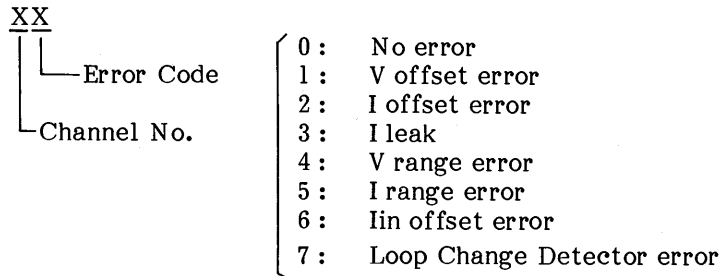 XX
Error Code
Channel No.
0: No error
1: V offset error
2: I offset error
3: I leak
4: V range error
5: I range error
6: Iin offset error
7: Loop Change Detector error